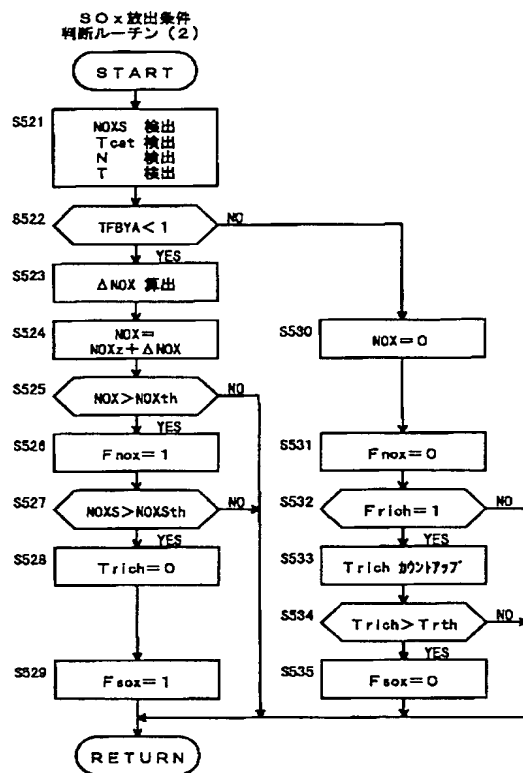 SOx放出条件
判断ルーチン(2)
START
S521
NOXS 検出
Tcat 検出
N 検出
T 検出
S522
TFBYA<1
NO
YES
S523
ΔNOX 算出
S524
NOX=
NOXz+ΔNOX
S525
NOX>NOXth
NO
YES
S526
Fnox=1
S527
NOXS>NOXSth
NO
YES
S528
Trich=0
S529
Fsox=1
RETURN
S530
NOX=0
S531
Fnox=0
S532
Frich=1
NO
YES
S533
Trich カウントアップ
S534
Trich>Trth
NO
YES
S535
Fsox=0